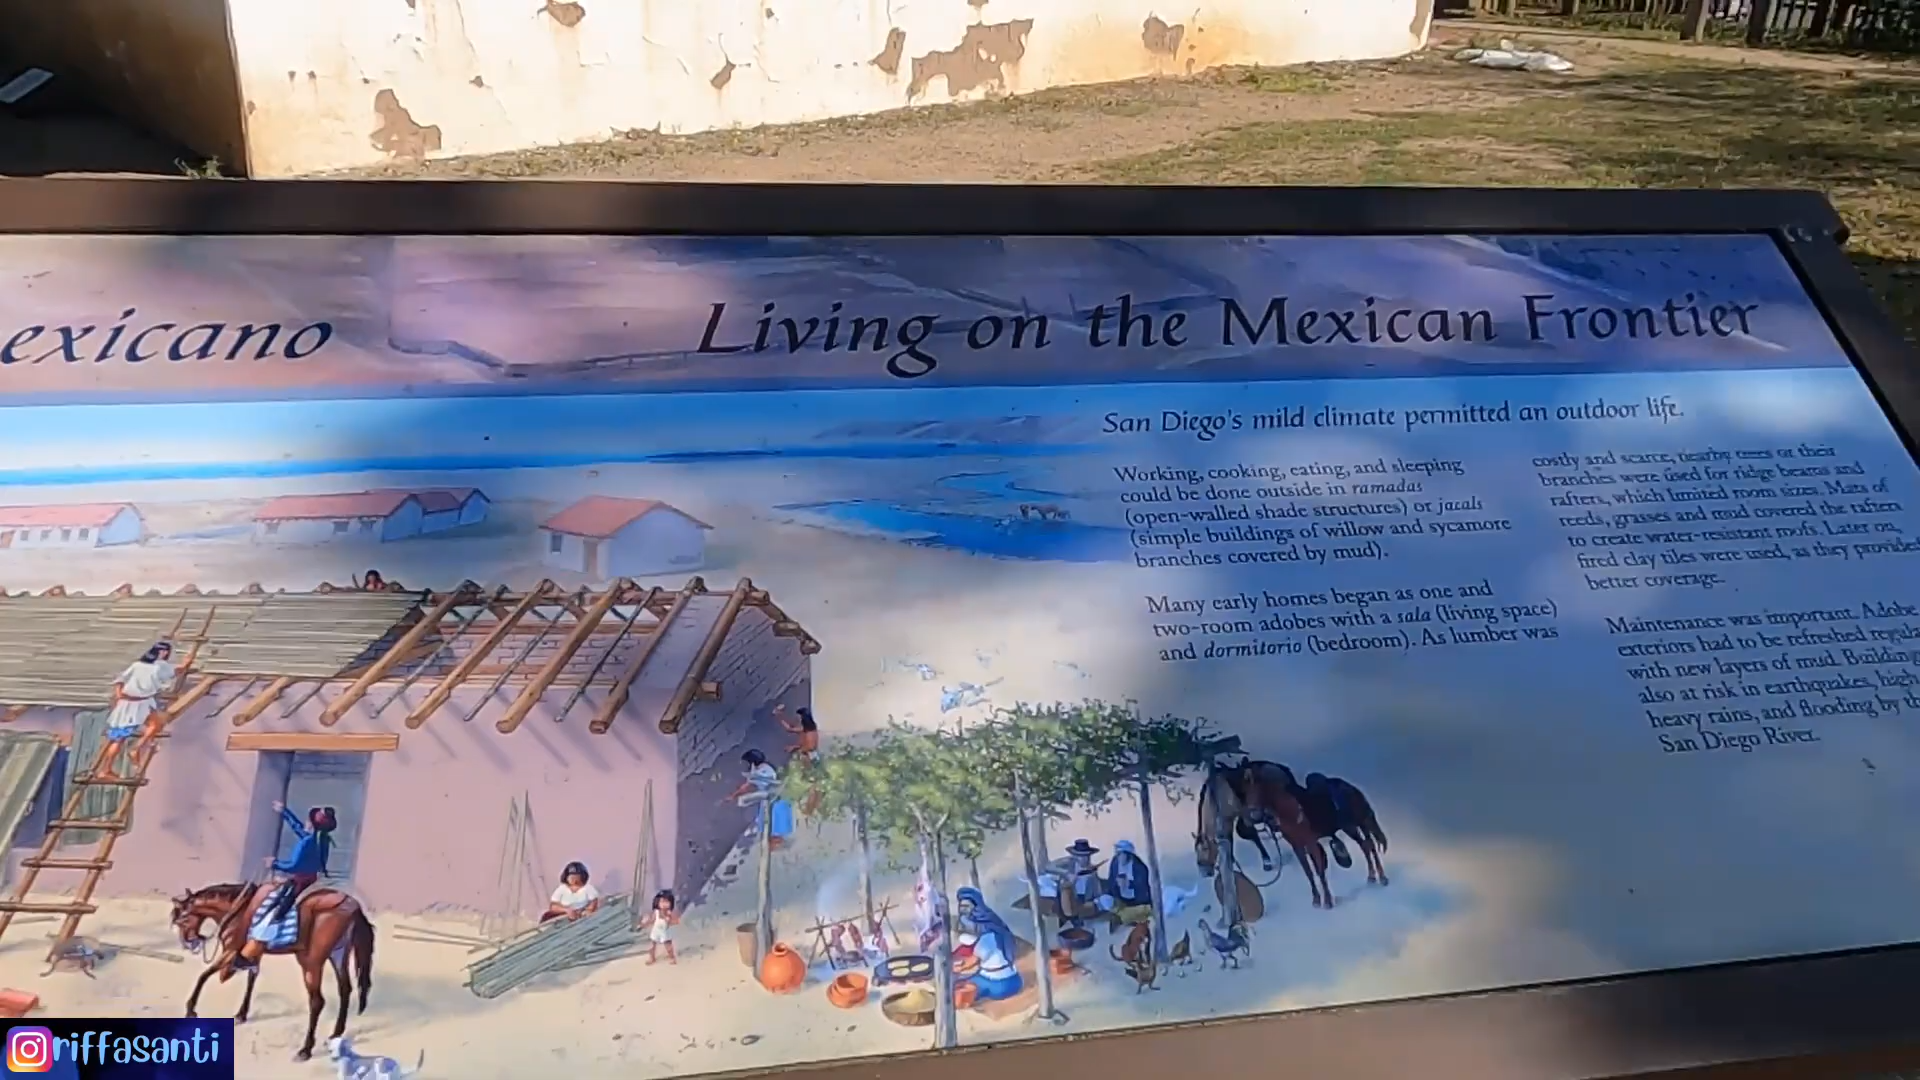 exicano
Living on the Mexican Frontier
San Diego's mild climate permitted an outdoor life.
Working, cooking, eating, and sleeping
could be done outside in ramadas
(open-walled shade structures) or jacals
(simple buildings of willow and sycamore
branches covered by mud).
Many early homes began as one and
two-room adobes with a sala (living space)
and dormitorio (bedroom). As lumber was
costly and scarce, nearby trees or their
branches were used for ridge beams and
rafters, which limited room sizes. Mats of
reeds, grasses and mud covered the rafters
to create water-resistant roofs. Later on,
fired clay tiles were used, as they provided
better coverage.
Maintenance was important. Adobe
exteriors had to be refreshed regula
with new layers of mud. Building
also at risk in earthquakes, high
heavy rains, and flooding by th
San Diego River.
riffasanti